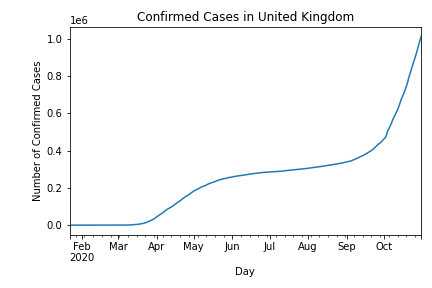 Confirmed Cases in United Kingdom
1e6
Number of Confirmed Cases
1.0
0.8
0.6
0.4
0.2
0.0
Feb Mar Apr May Jun Jul Aug Sep Oct
2020
Day